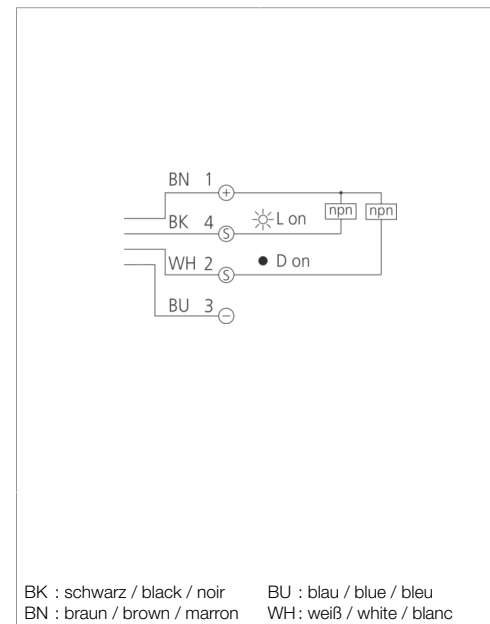 BN 1 +
npn npn
BK 4 S L on
WH 2 S D on
BU 3 −
BK : schwarz / black / noir BU : blau / blue / bleu
BN : braun / brown / marron WH : weiß / white / blanc